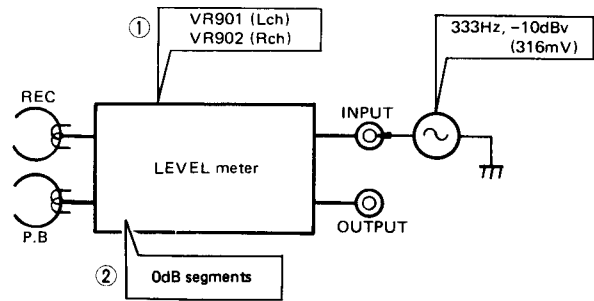 ① VR901 (Lch)
VR902 (Rch)
333Hz, −10dBv
(316mV)
REC
INPUT
LEVEL meter
P.B
OUTPUT
② 0dB segments